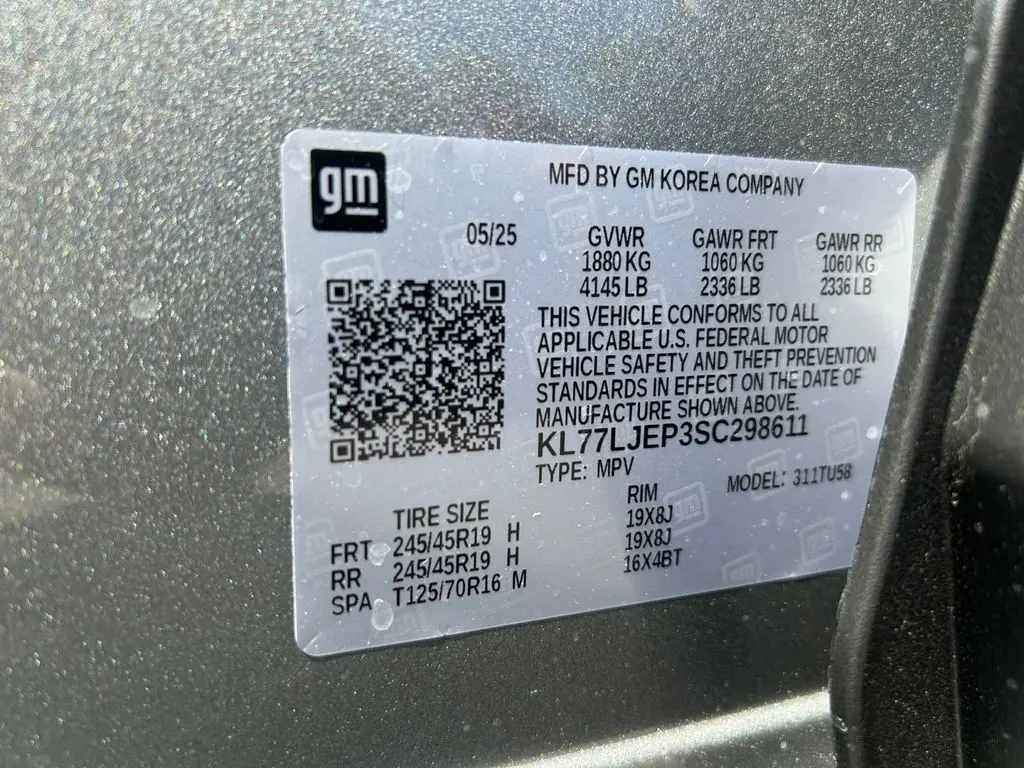 gm
MFD BY GM KOREA COMPANY
05/25 GVWR GAWR FRT GAWR RR
1880 KG 1060 KG 1060 KG
4145 LB 2336 LB 2336 LB
THIS VEHICLE CONFORMS TO ALL
APPLICABLE U.S. FEDERAL MOTOR
VEHICLE SAFETY AND THEFT PREVENTION
STANDARDS IN EFFECT ON THE DATE OF
MANUFACTURE SHOWN ABOVE.
KL77LJEP3SC298611
TYPE: MPV MODEL: 311TU58
TIRE SIZE RIM
FRT 245/45R19 H 19X8J
RR 245/45R19 H 19X8J
SPA T125/70R16 M 16X4BT